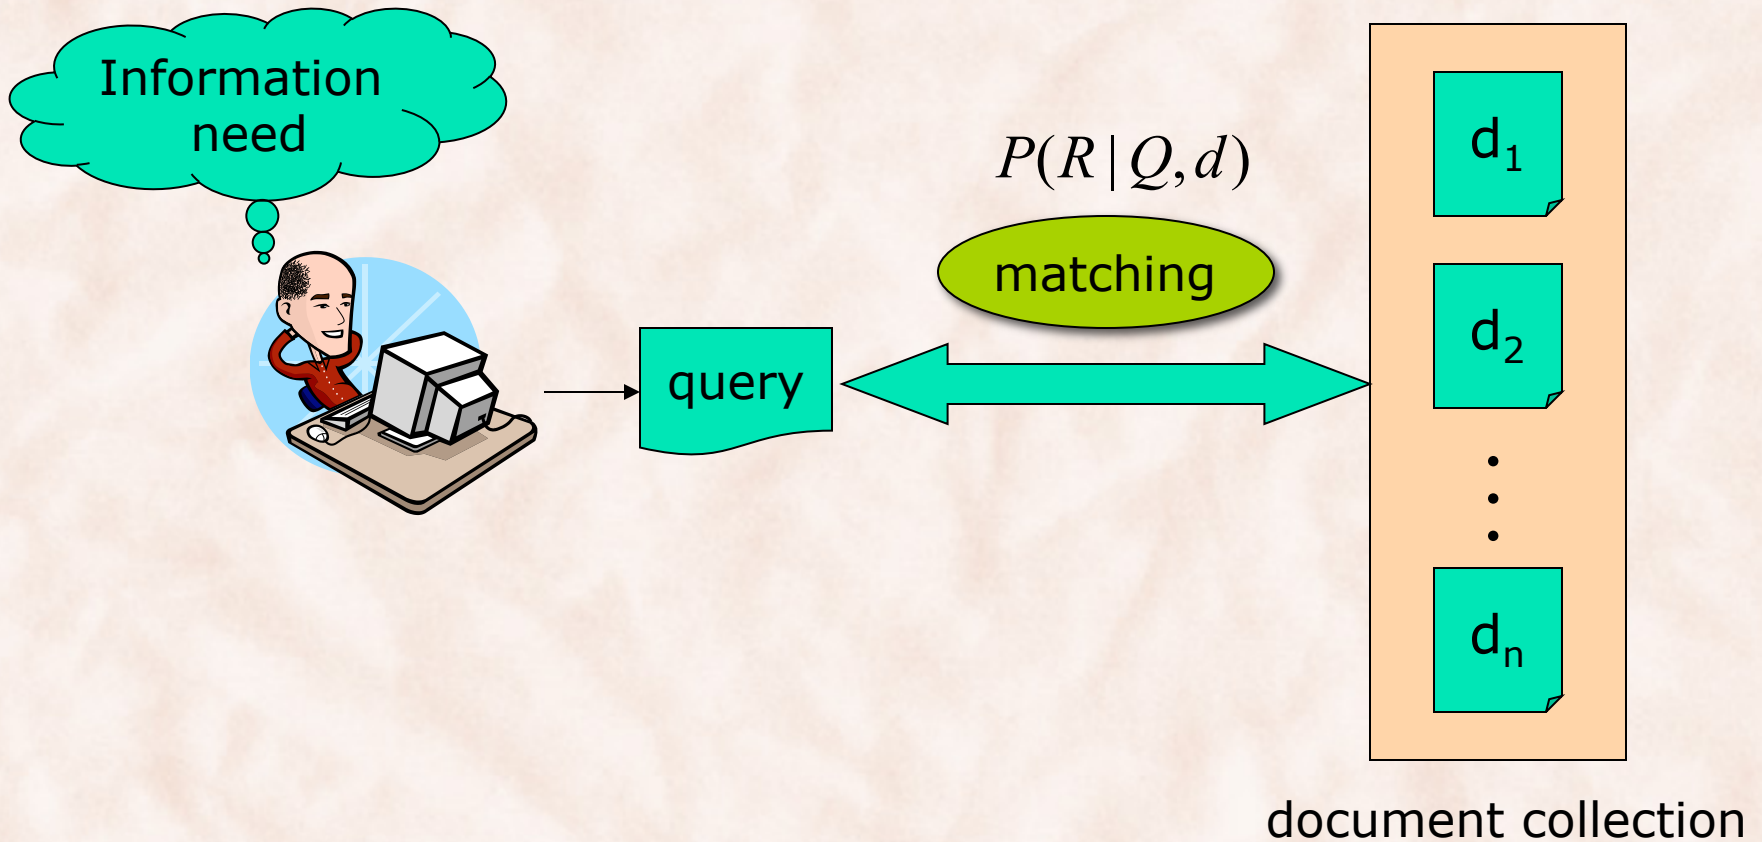 Information
need
P(R|Q,d)
matching
query
d₁
d₂
dₙ
document collection